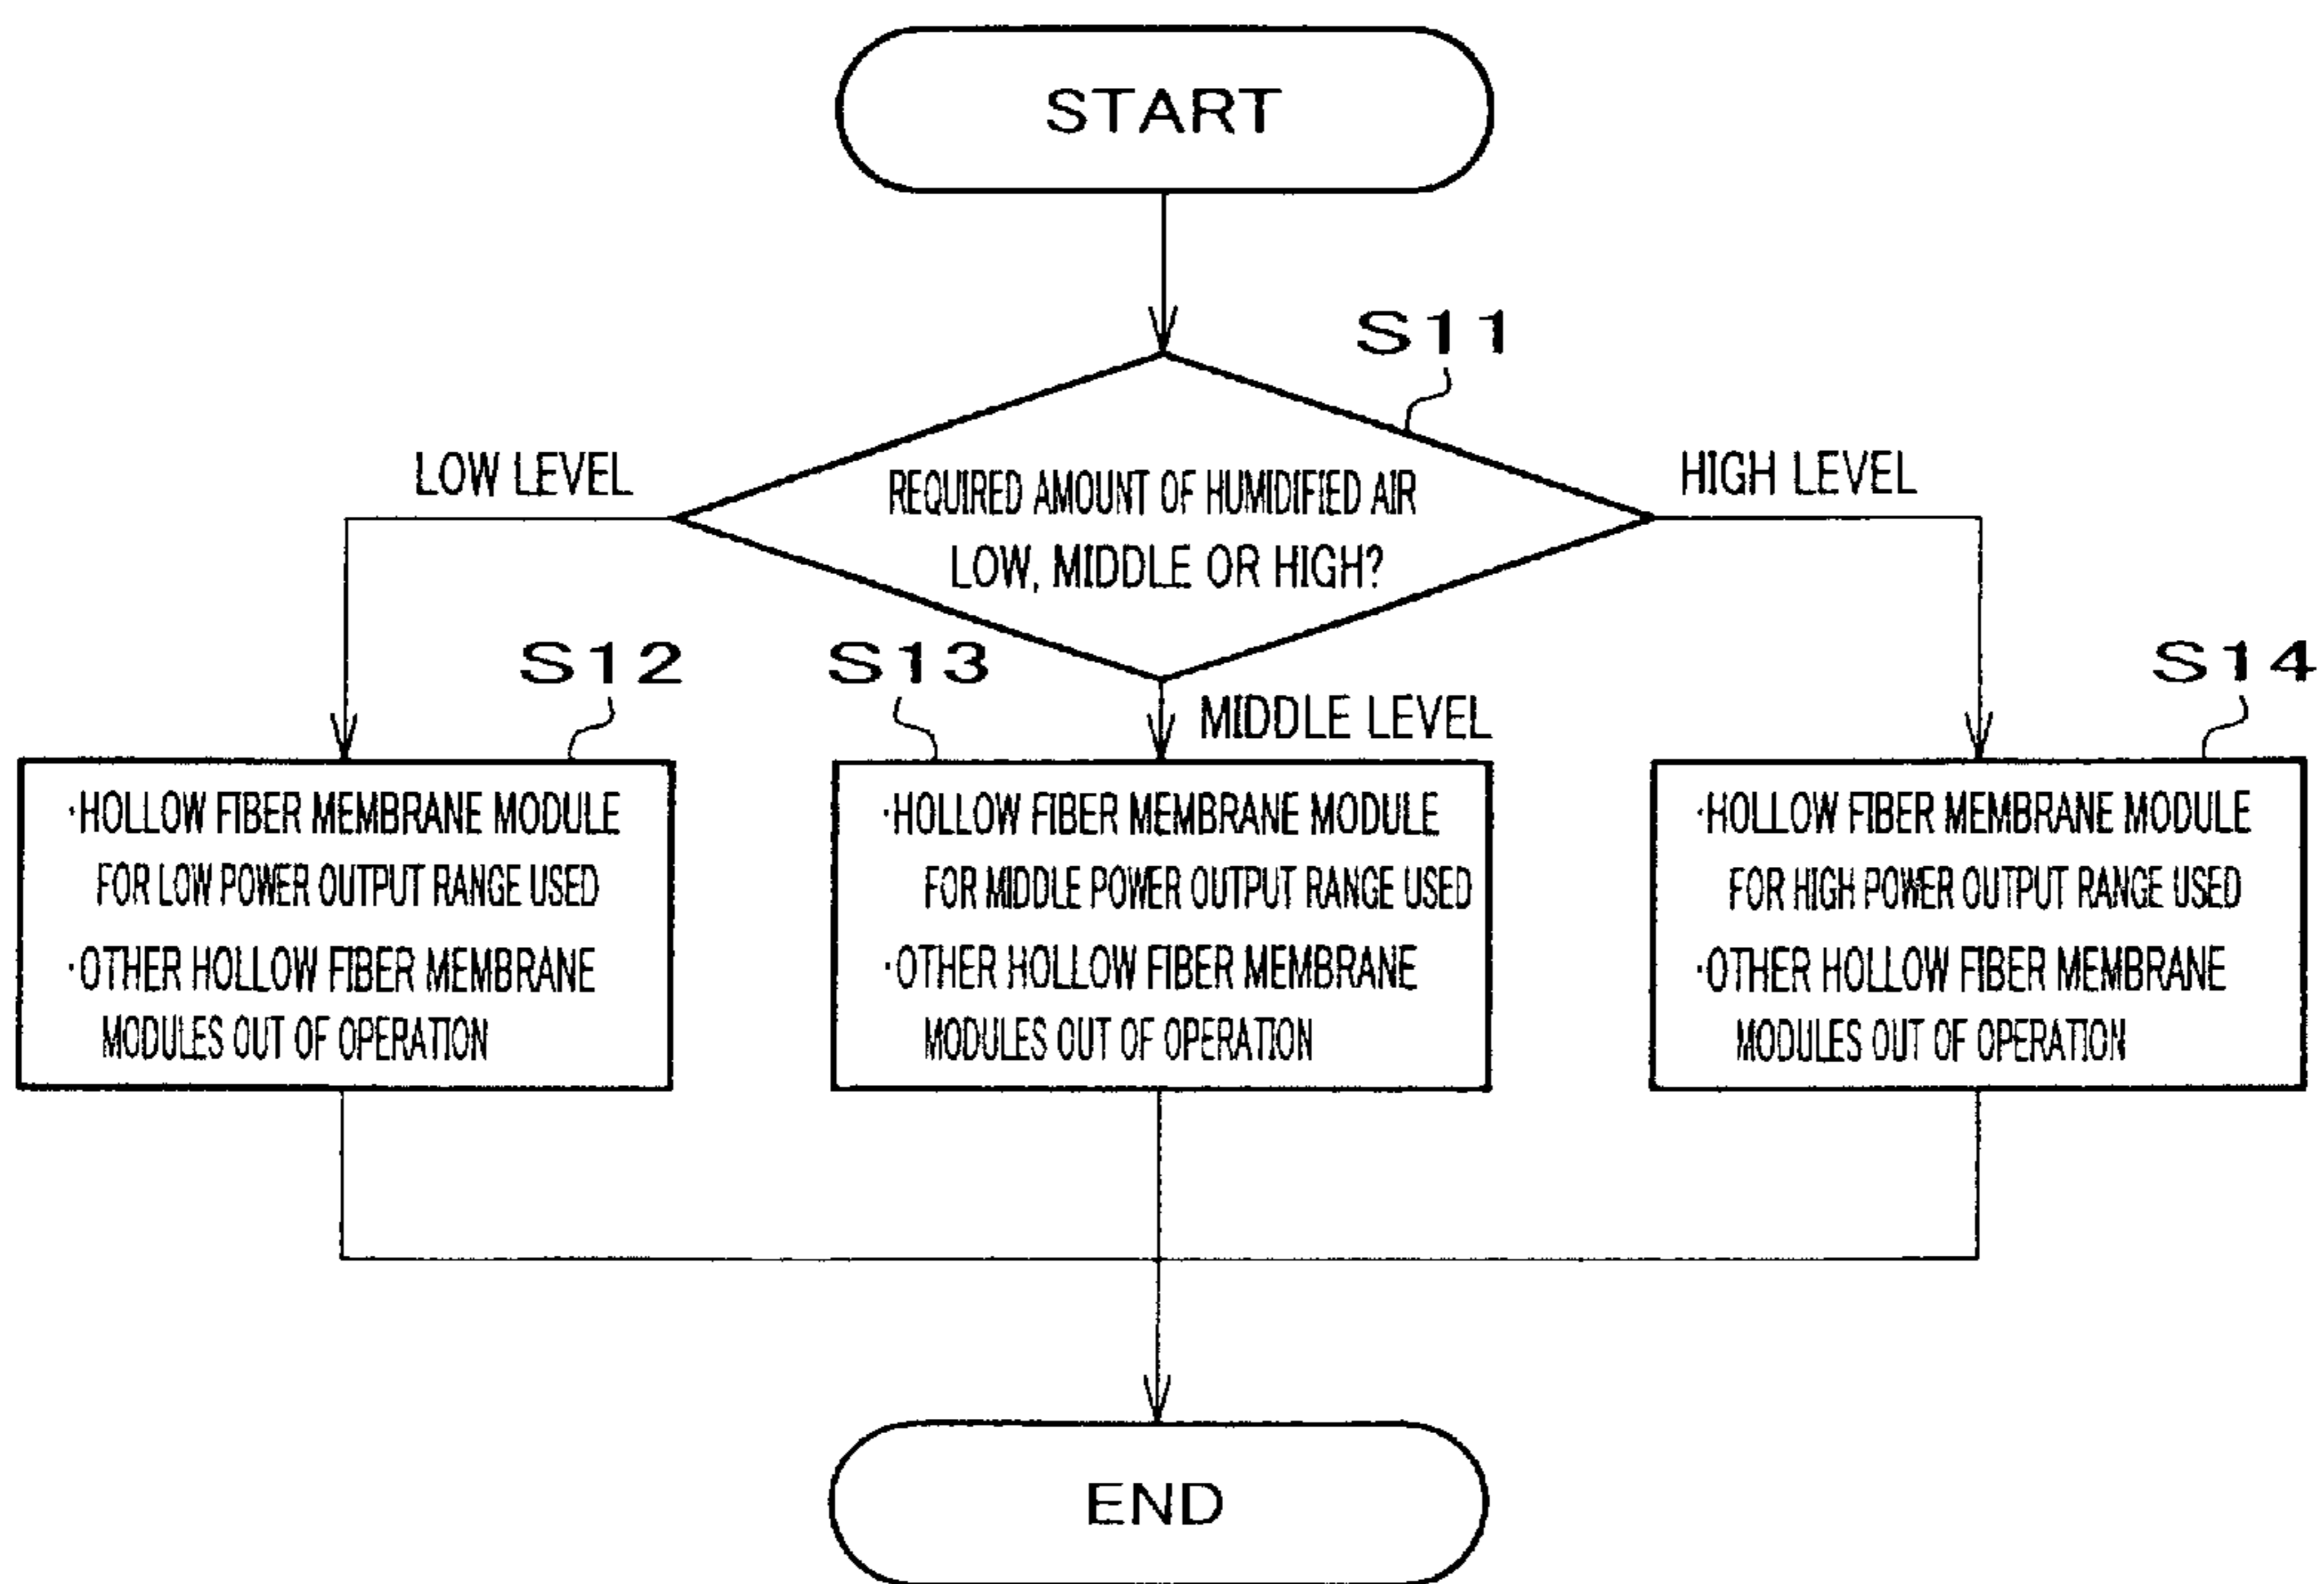 START
S11
LOW LEVEL
REQUIRED AMOUNT OF HUMIDIFIED AIR
LOW, MIDDLE OR HIGH?
HIGH LEVEL
S12
S13
MIDDLE LEVEL
S14
·HOLLOW FIBER MEMBRANE MODULE
FOR LOW POWER OUTPUT RANGE USED
·OTHER HOLLOW FIBER MEMBRANE
MODULES OUT OF OPERATION
·HOLLOW FIBER MEMBRANE MODULE
FOR MIDDLE POWER OUTPUT RANGE USED
·OTHER HOLLOW FIBER MEMBRANE
MODULES OUT OF OPERATION
·HOLLOW FIBER MEMBRANE MODULE
FOR HIGH POWER OUTPUT RANGE USED
·OTHER HOLLOW FIBER MEMBRANE
MODULES OUT OF OPERATION
END